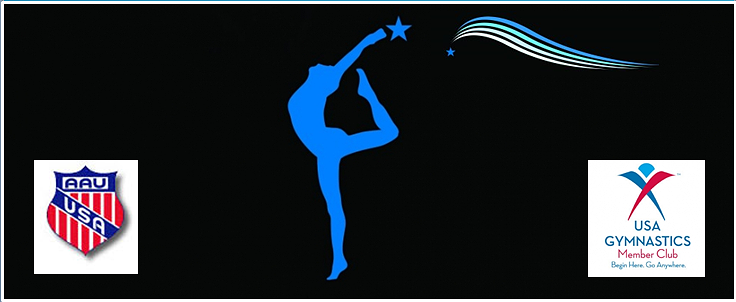 AAU
USA
USA
GYMNASTICS
Member Club
Begin Here. Go Anywhere.